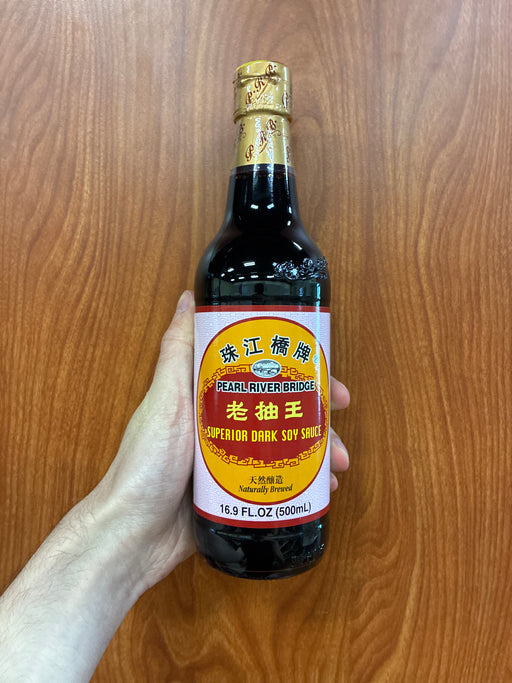 P.R.B.
P.R.B.
珠江橋牌
PEARL RIVER BRIDGE
老抽王
SUPERIOR DARK SOY SAUCE
天然釀造
Naturally Brewed
16.9 FL.OZ (500mL)